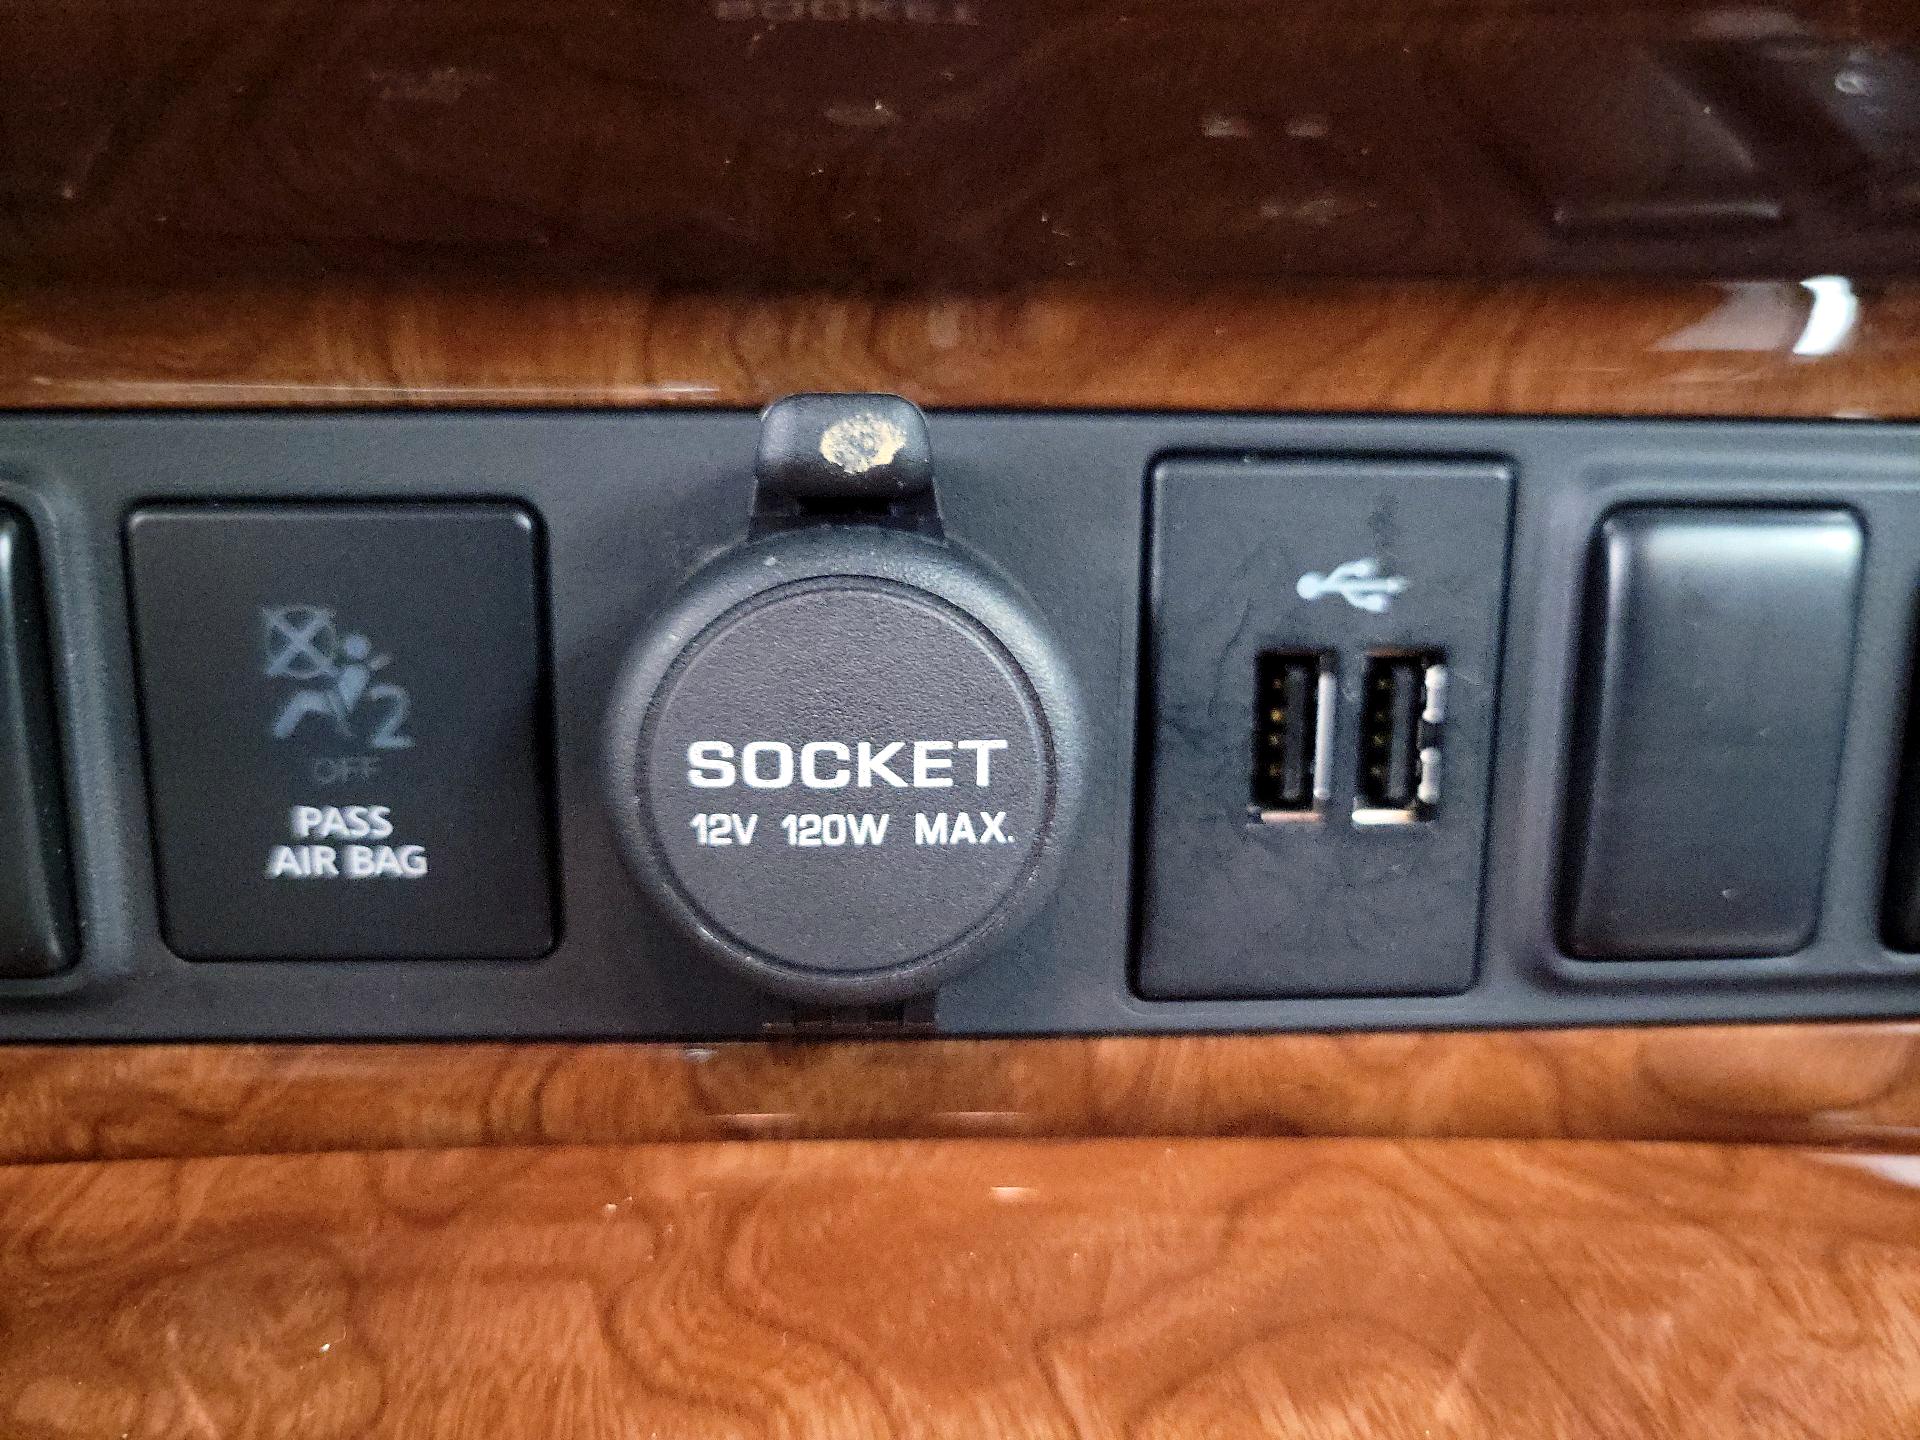 2
OFF
PASS
AIR BAG
SOCKET
12V 120W MAX.